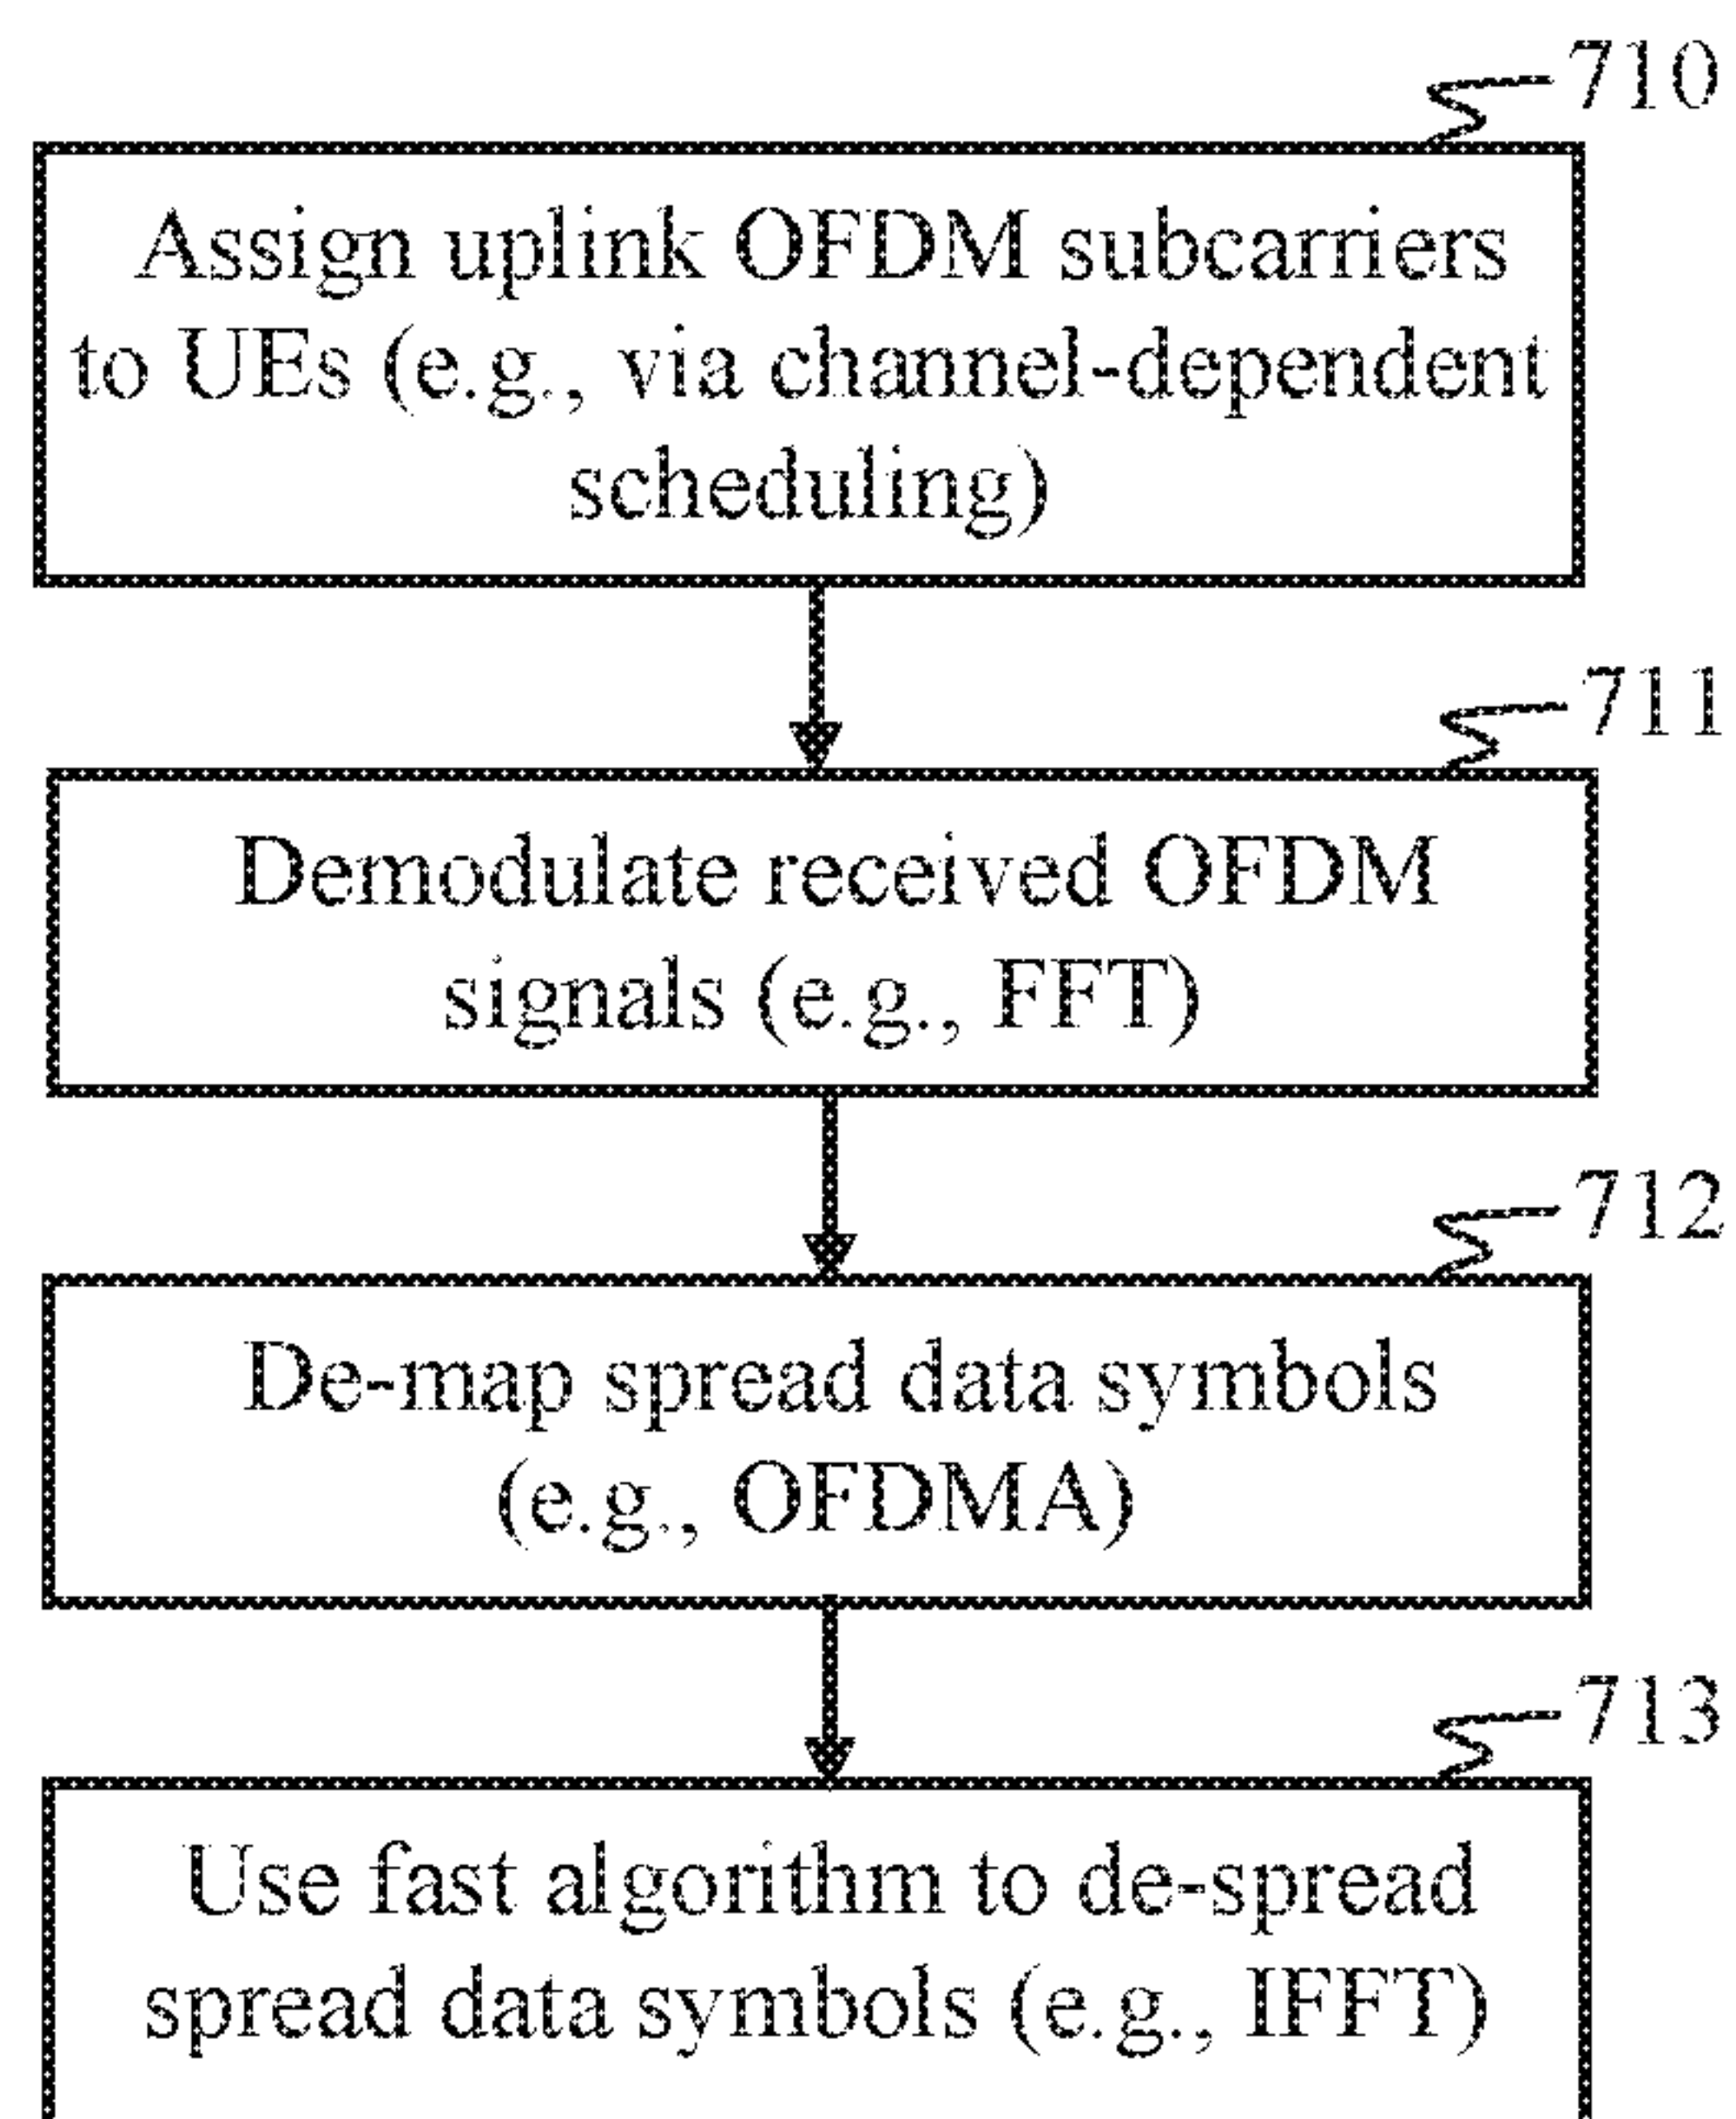 710
Assign uplink OFDM subcarriers
to UEs (e.g., via channel-dependent
scheduling)
711
Demodulate received OFDM
signals (e.g., FFT)
712
De-map spread data symbols
(e.g., OFDMA)
713
Use fast algorithm to de-spread
spread data symbols (e.g., IFFT)